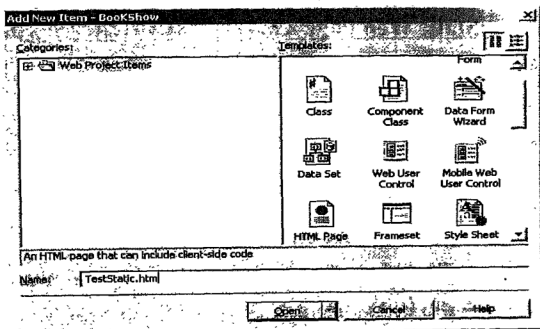 Add New Item - BooKShow
Categories:
Templates:
Web Project Items
Form
Class
Component Class
Data Form Wizard
Data Set
Web User Control
Mobile Web User Control
HTML Page
Frameset
Style Sheet
An HTML page that can include client-side code
Name:
TestStatic.htm
Open
Cancel
Help